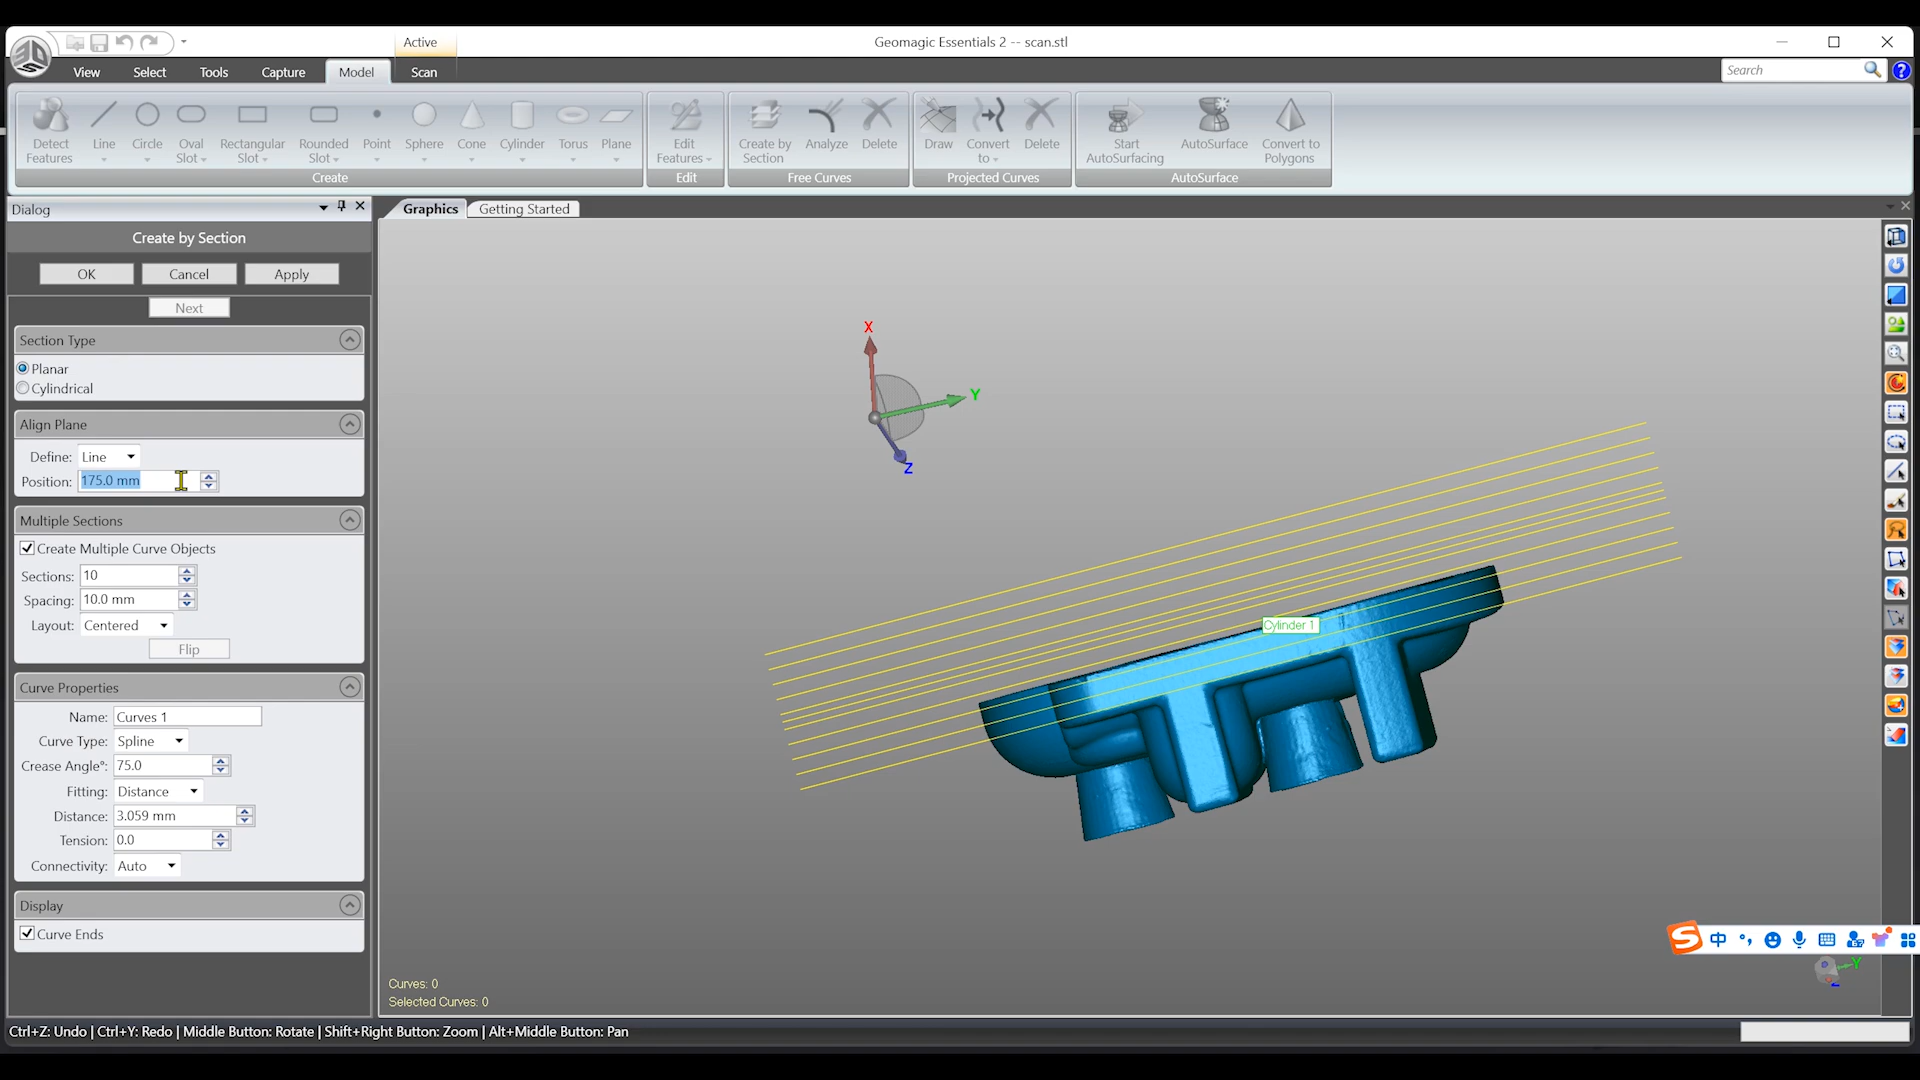 Active
Geomagic Essentials 2 -- scan.stl
View
Select
Tools
Capture
Model
Scan
Search
Detect Features
Line
Circle
Oval Slot
Rectangular Slot
Rounded Slot
Point
Sphere
Cone
Cylinder
Torus
Plane
Create
Edit Features
Edit
Create by Section
Analyze
Delete
Free Curves
Draw
Convert to
Delete
Projected Curves
Start AutoSurfacing
AutoSurface
Convert to Polygons
AutoSurface
Dialog
Graphics
Getting Started
Create by Section
OK
Cancel
Apply
Next
Section Type
Planar
Cylindrical
Align Plane
Define: Line
Position: 175.0 mm
Multiple Sections
Create Multiple Curve Objects
Sections: 10
Spacing: 10.0 mm
Layout: Centered
Flip
Curve Properties
Name: Curves 1
Curve Type: Spline
Crease Angle°: 75.0
Fitting: Distance
Distance: 3.059 mm
Tension: 0.0
Connectivity: Auto
Display
Curve Ends
X
Y
Z
Cylinder 1
中
Y
Z
Curves: 0
Selected Curves: 0
Ctrl+Z: Undo | Ctrl+Y: Redo | Middle Button: Rotate | Shift+Right Button: Zoom | Alt+Middle Button: Pan